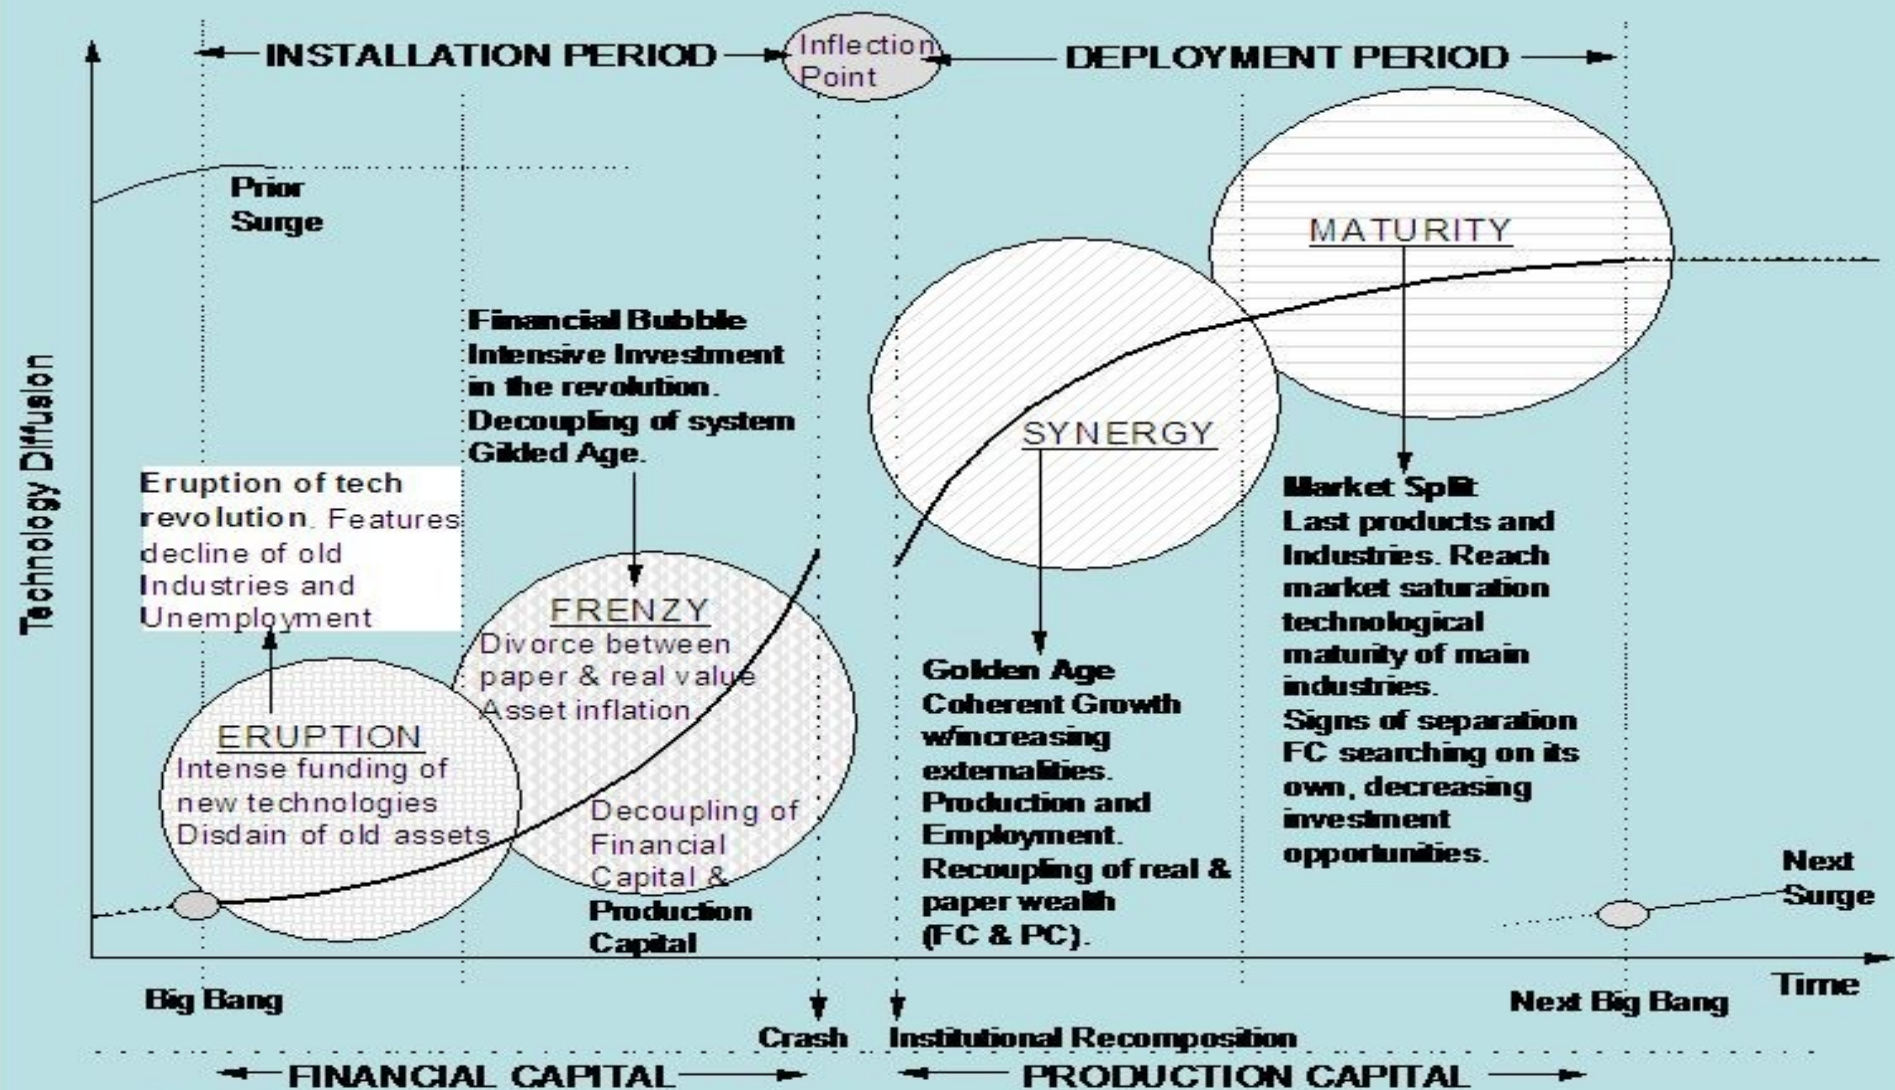 INSTALLATION PERIOD
Inflection
Point
DEPLOYMENT PERIOD
Prior
Surge
MATURITY
Financial Bubble
Intensive Investment
in the revolution.
Decoupling of system
Gilded Age.
SYNERGY
Technology Diffusion
Eruption of tech
revolution. Features
decline of old
Industries and
Unemployment
Market Split
Last products and
Industries. Reach
market saturation
technological
maturity of main
industries.
Signs of separation
FC searching on its
own, decreasing
investment
opportunities.
FRENZY
Divorce between
paper & real value
Asset inflation
Golden Age
Coherent Growth
w/increasing
externalities.
Production and
Employment.
Recoupling of real &
paper wealth
(FC & PC).
ERUPTION
Intense funding of
new technologies
Disdain of old assets
Decoupling of
Financial
Capital &
Production
Capital
Next
Surge
Big Bang
Next Big Bang
Time
Crash
Institutional Recomposition
FINANCIAL CAPITAL
PRODUCTION CAPITAL